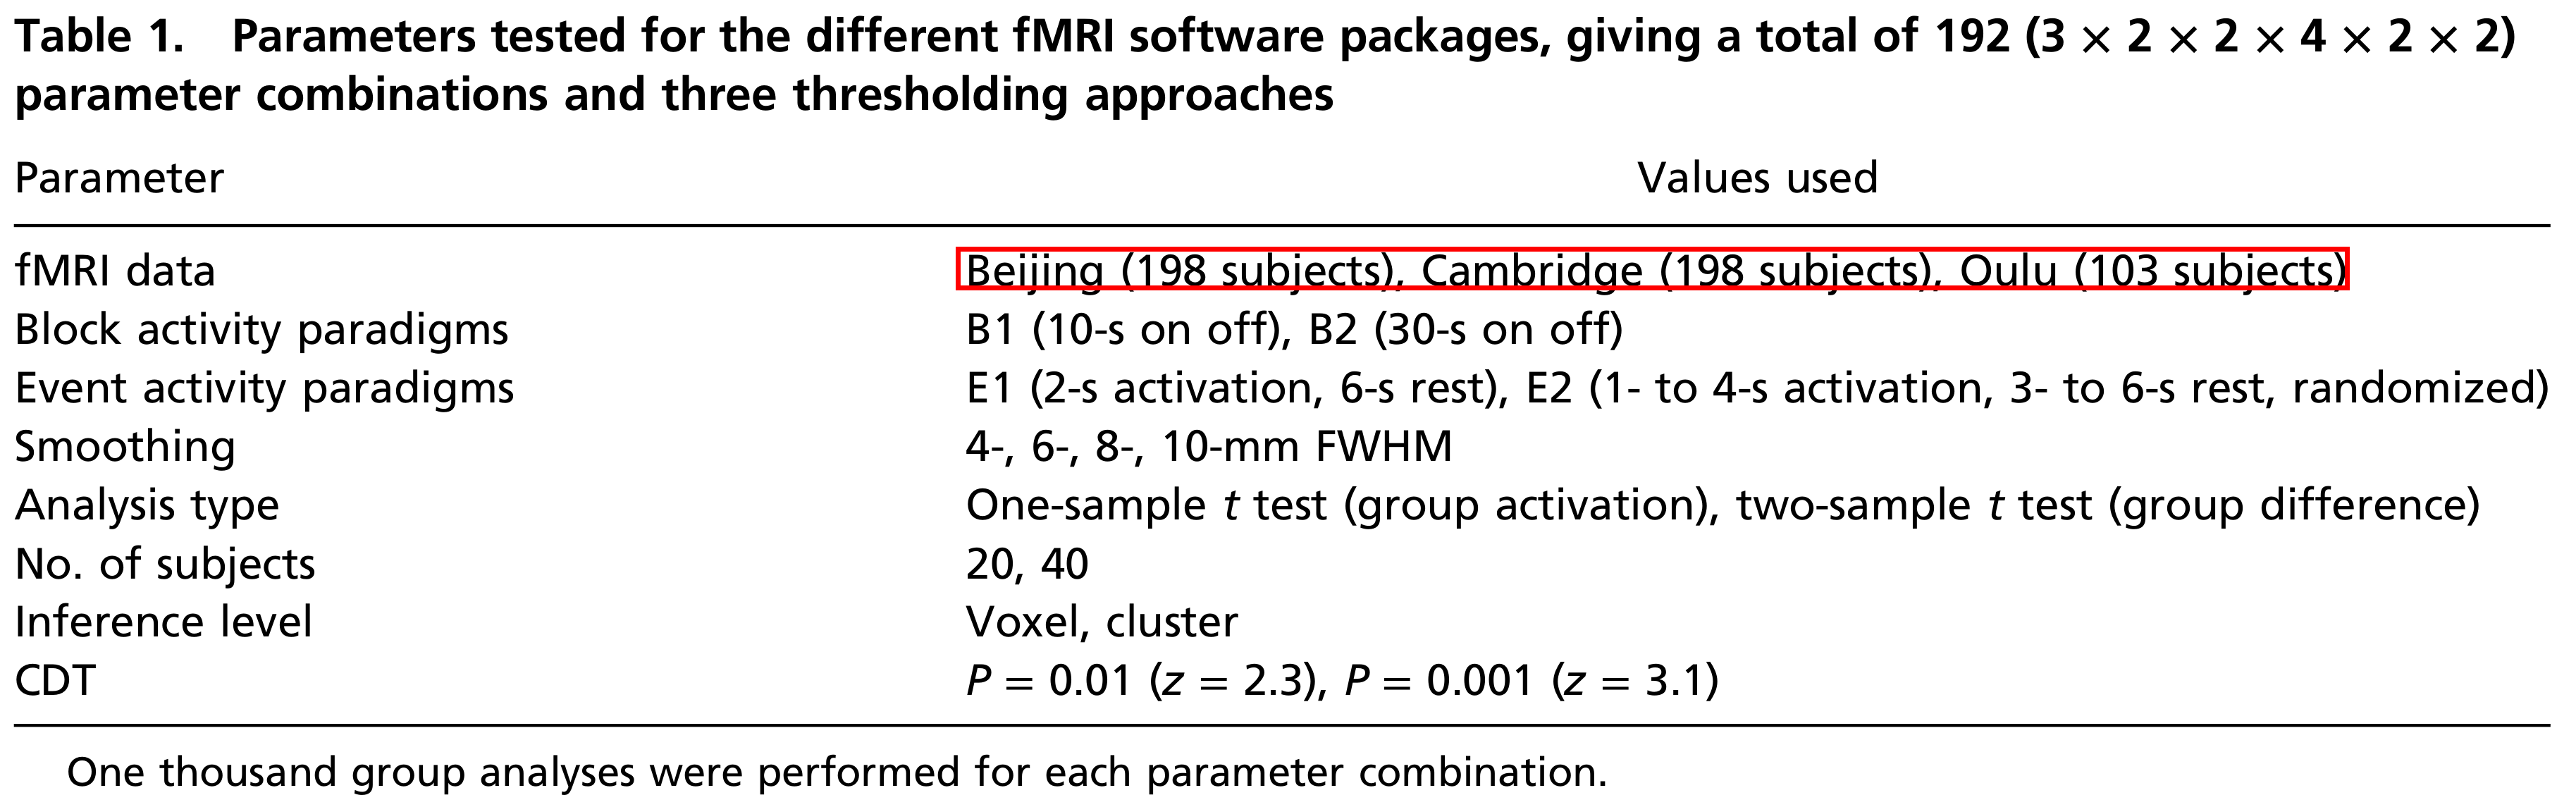 Table 1. Parameters tested for the different fMRI software packages, giving a total of 192 (3 × 2 × 2 × 4 × 2 × 2)
parameter combinations and three thresholding approaches
Parameter Values used
fMRI data Beijing (198 subjects), Cambridge (198 subjects), Oulu (103 subjects)
Block activity paradigms B1 (10-s on off), B2 (30-s on off)
Event activity paradigms E1 (2-s activation, 6-s rest), E2 (1- to 4-s activation, 3- to 6-s rest, randomized)
Smoothing 4-, 6-, 8-, 10-mm FWHM
Analysis type One-sample t test (group activation), two-sample t test (group difference)
No. of subjects 20, 40
Inference level Voxel, cluster
CDT P = 0.01 (z = 2.3), P = 0.001 (z = 3.1)
One thousand group analyses were performed for each parameter combination.